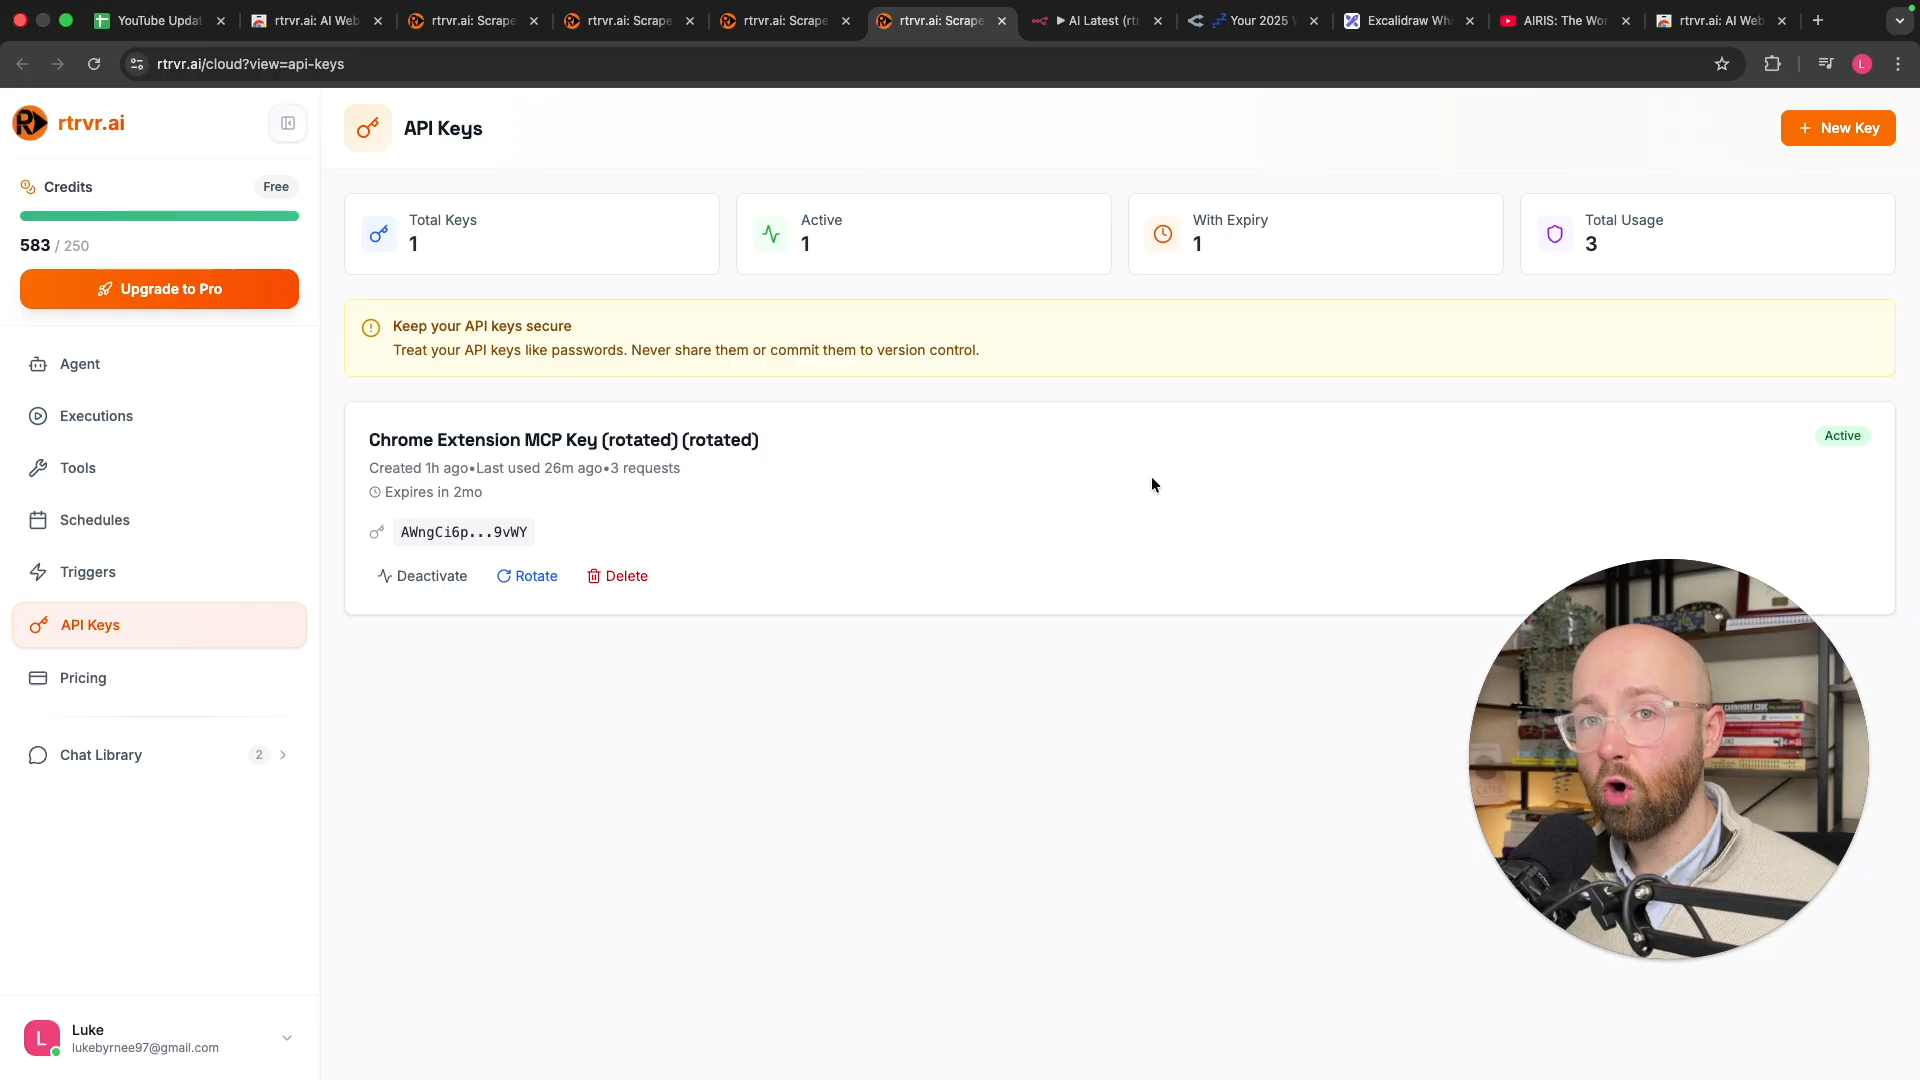 YouTube Updat
rtrvr.ai: AI Web
rtrvr.ai: Scrape
rtrvr.ai: Scrape
rtrvr.ai: Scrape
rtrvr.ai: Scrape
AI Latest (rtr
Your 2025
Excalidraw Whi
AIRIS: The Wor
rtrvr.ai: AI Web
rtrvr.ai/cloud?view=api-keys
L
rtrvr.ai
API Keys
+ New Key
Credits
Free
583 / 250
Upgrade to Pro
Total Keys
1
Active
1
With Expiry
1
Total Usage
3
Keep your API keys secure
Treat your API keys like passwords. Never share them or commit them to version control.
Agent
Executions
Tools
Schedules
Triggers
API Keys
Pricing
Chat Library
2
Chrome Extension MCP Key (rotated) (rotated)
Active
Created 1h ago•Last used 26m ago•3 requests
Expires in 2mo
AWngCi6p...9vWY
Deactivate
Rotate
Delete
CARNIVORE CODE
L
Luke
lukebyrnee97@gmail.com